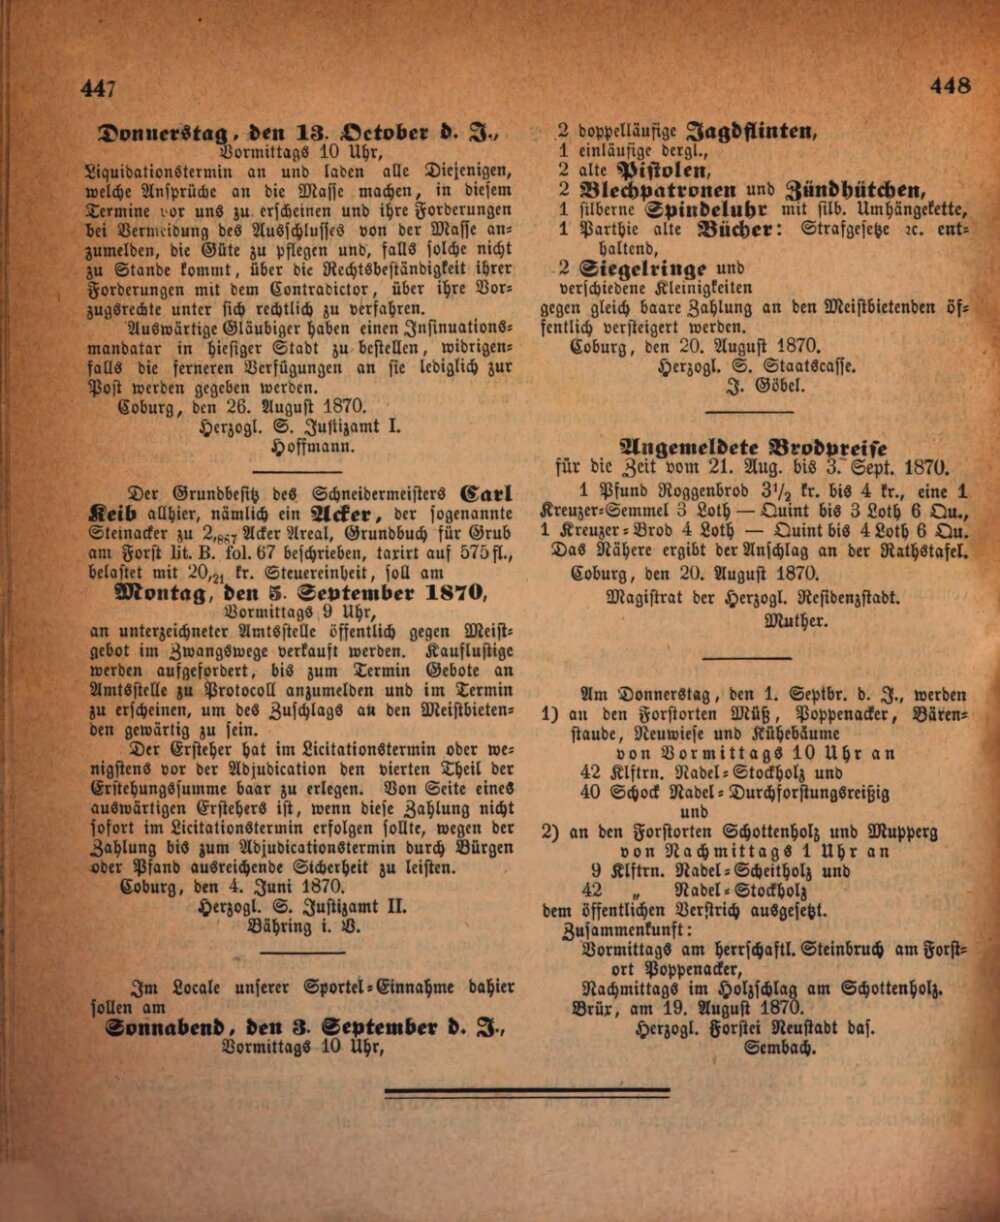 447
Donnerstag, den 13. October d. J.,
Vormittags 10 Uhr,
Liquidationstermin an und laden alle Diejenigen,
welche Ansprüche an die Masse machen, in diesem
Termine vor uns zu erscheinen und ihre Forderungen
bei Vermeidung des Ausschlusses von der Masse an-
zumelden, die Güte zu pflegen und, falls solche nicht
zu Stande kommt, über die Rechtsbeständigkeit ihrer
Forderungen mit dem Contradictor, über ihre Vor-
zugsrechte unter sich rechtlich zu verfahren.
Auswärtige Gläubiger haben einen Insinuations-
mandatar in hiesiger Stadt zu bestellen, widrigen-
falls die ferneren Verfügungen an sie lediglich zur
Post werden gegeben werden.
Coburg, den 26. August 1870.
Herzogl. S. Justizamt I.
Hoffmann.
Der Grundbesitz des Schneidermeisters Carl
Keib allhier, nämlich ein Acker, der sogenannte
Steinacker zu 2,857 Acker Areal, Grundbuch für Grub
am Forst lit. B. fol. 67 beschrieben, taxirt auf 575 fl.,
belastet mit 20,21 kr. Steuereinheit, soll am
Montag, den 5. September 1870,
Vormittags 9 Uhr,
an unterzeichneter Amtsstelle öffentlich gegen Meist-
gebot im Zwangswege verkauft werden. Kauflustige
werden aufgefordert, bis zum Termin Gebote an
Amtsstelle zu Protocoll anzumelden und im Termin
zu erscheinen, um des Zuschlags an den Meistbieten-
den gewärtig zu sein.
Der Ersteher hat im Licitationstermin oder we-
nigstens vor der Adjudication den vierten Theil der
Erstehungssumme baar zu erlegen. Von Seite eines
auswärtigen Erstehers ist, wenn diese Zahlung nicht
sofort im Licitationstermin erfolgen sollte, wegen der
Zahlung bis zum Adjudicationstermin durch Bürgen
oder Pfand ausreichende Sicherheit zu leisten.
Coburg, den 4. Juni 1870.
Herzogl. S. Justizamt II.
Bähring i. V.
Im Locale unserer Sportel-Einnahme dahier
sollen am
Sonnabend, den 3. September d. J.,
Vormittags 10 Uhr,
448
2 doppelläufige Jagdflinten,
1 einläufige dergl.,
2 alte Pistolen,
2 Blechpatronen und Zündhütchen,
1 silberne Spindeluhr mit silb. Umhängekette,
1 Parthie alte Bücher: Strafgesetze ꝛc. ent-
haltend,
2 Siegelringe und
verschiedene Kleinigkeiten
gegen gleich baare Zahlung an den Meistbietenden öf-
fentlich versteigert werden.
Coburg, den 20. August 1870.
Herzogl. S. Staatscasse.
J. Göbel.
Angemeldete Brodpreise
für die Zeit vom 21. Aug. bis 3. Sept. 1870.
1 Pfund Roggenbrod 3½ kr. bis 4 kr., eine 1
Kreuzer-Semmel 3 Loth — Quint bis 3 Loth 6 Qu.,
1 Kreuzer-Brod 4 Loth — Quint bis 4 Loth 6 Qu.
Das Nähere ergibt der Anschlag an der Rathstafel.
Coburg, den 20. August 1870.
Magistrat der Herzogl. Residenzstadt.
Muther.
Am Donnerstag, den 1. Septbr. d. J., werden
1) an den Forstorten Müß, Poppenacker, Bären-
staude, Neuwiese und Kühebäume
von Vormittags 10 Uhr an
42 Klftrn. Nadel-Stockholz und
40 Schock Nadel-Durchforstungsreißig
und
2) an den Forstorten Schottenholz und Mupperg
von Nachmittags 1 Uhr an
9 Klftrn. Nadel-Scheitholz und
42 „ Nadel-Stockholz
dem öffentlichen Verstrich ausgesetzt.
Zusammenkunft:
Vormittags am herrschaftl. Steinbruch am Forst-
ort Poppenacker,
Nachmittags im Holzschlag am Schottenholz.
Brüx, am 19. August 1870.
Herzogl. Forstei Neustadt das.
Sembach.